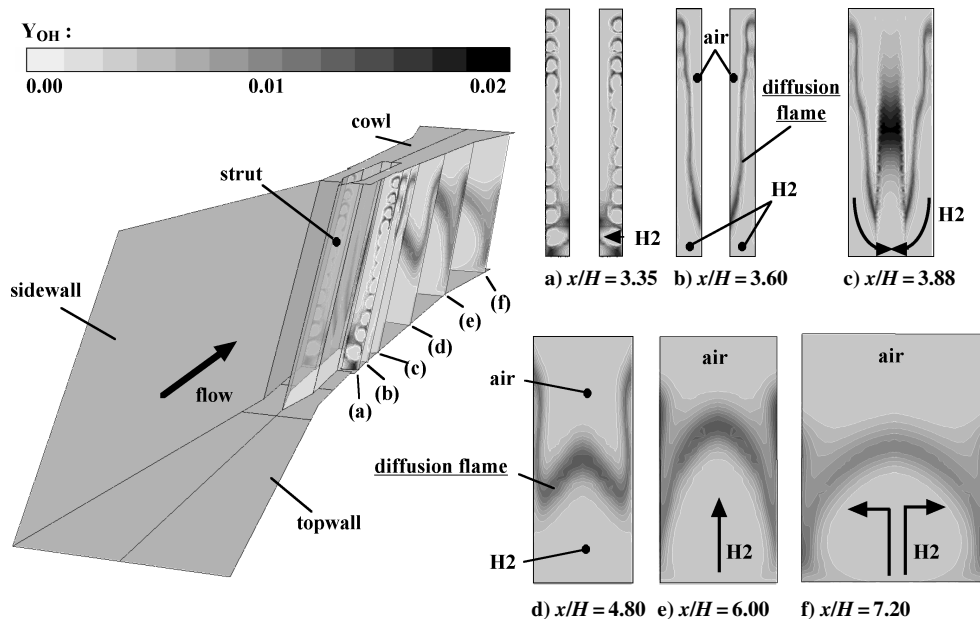 Y_OH :
0.00 0.01 0.02
cowl
strut
sidewall
flow
topwall
(a)
(b)
(c)
(d)
(e)
(f)
H2
a) x/H = 3.35
air
diffusion
flame
H2
b) x/H = 3.60
H2
c) x/H = 3.88
air
diffusion flame
H2
d) x/H = 4.80
air
H2
e) x/H = 6.00
air
H2
f) x/H = 7.20